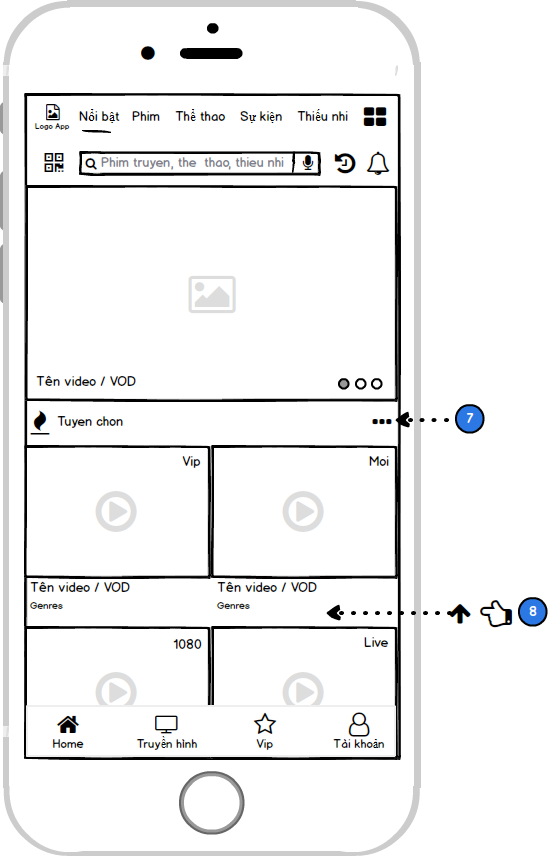 Nổi bật Phim Thể thao Sự kiện Thiếu nhi
Logo App
Phim truyen, the thao, thieu nhi
Tên video / VOD
Tuyen chon
7
Vip Moi
Tên video / VOD Tên video / VOD
Genres Genres
8
1080 Live
Home Truyền hình Vip Tài khoản